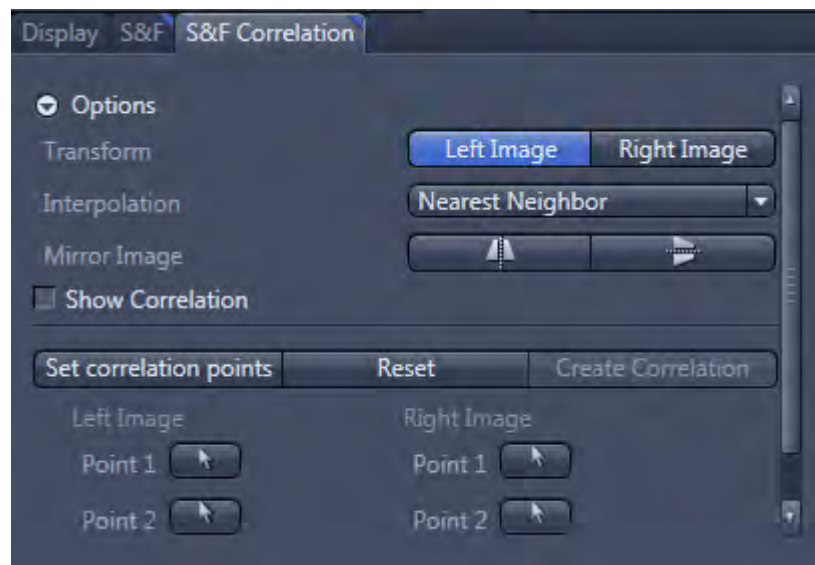 Display S&F S&F Correlation
Options
Transform Left Image Right Image
Interpolation Nearest Neighbor
Mirror Image
Show Correlation
Set correlation points Reset Create Correlation
Left Image Right Image
Point 1 Point 1
Point 2 Point 2